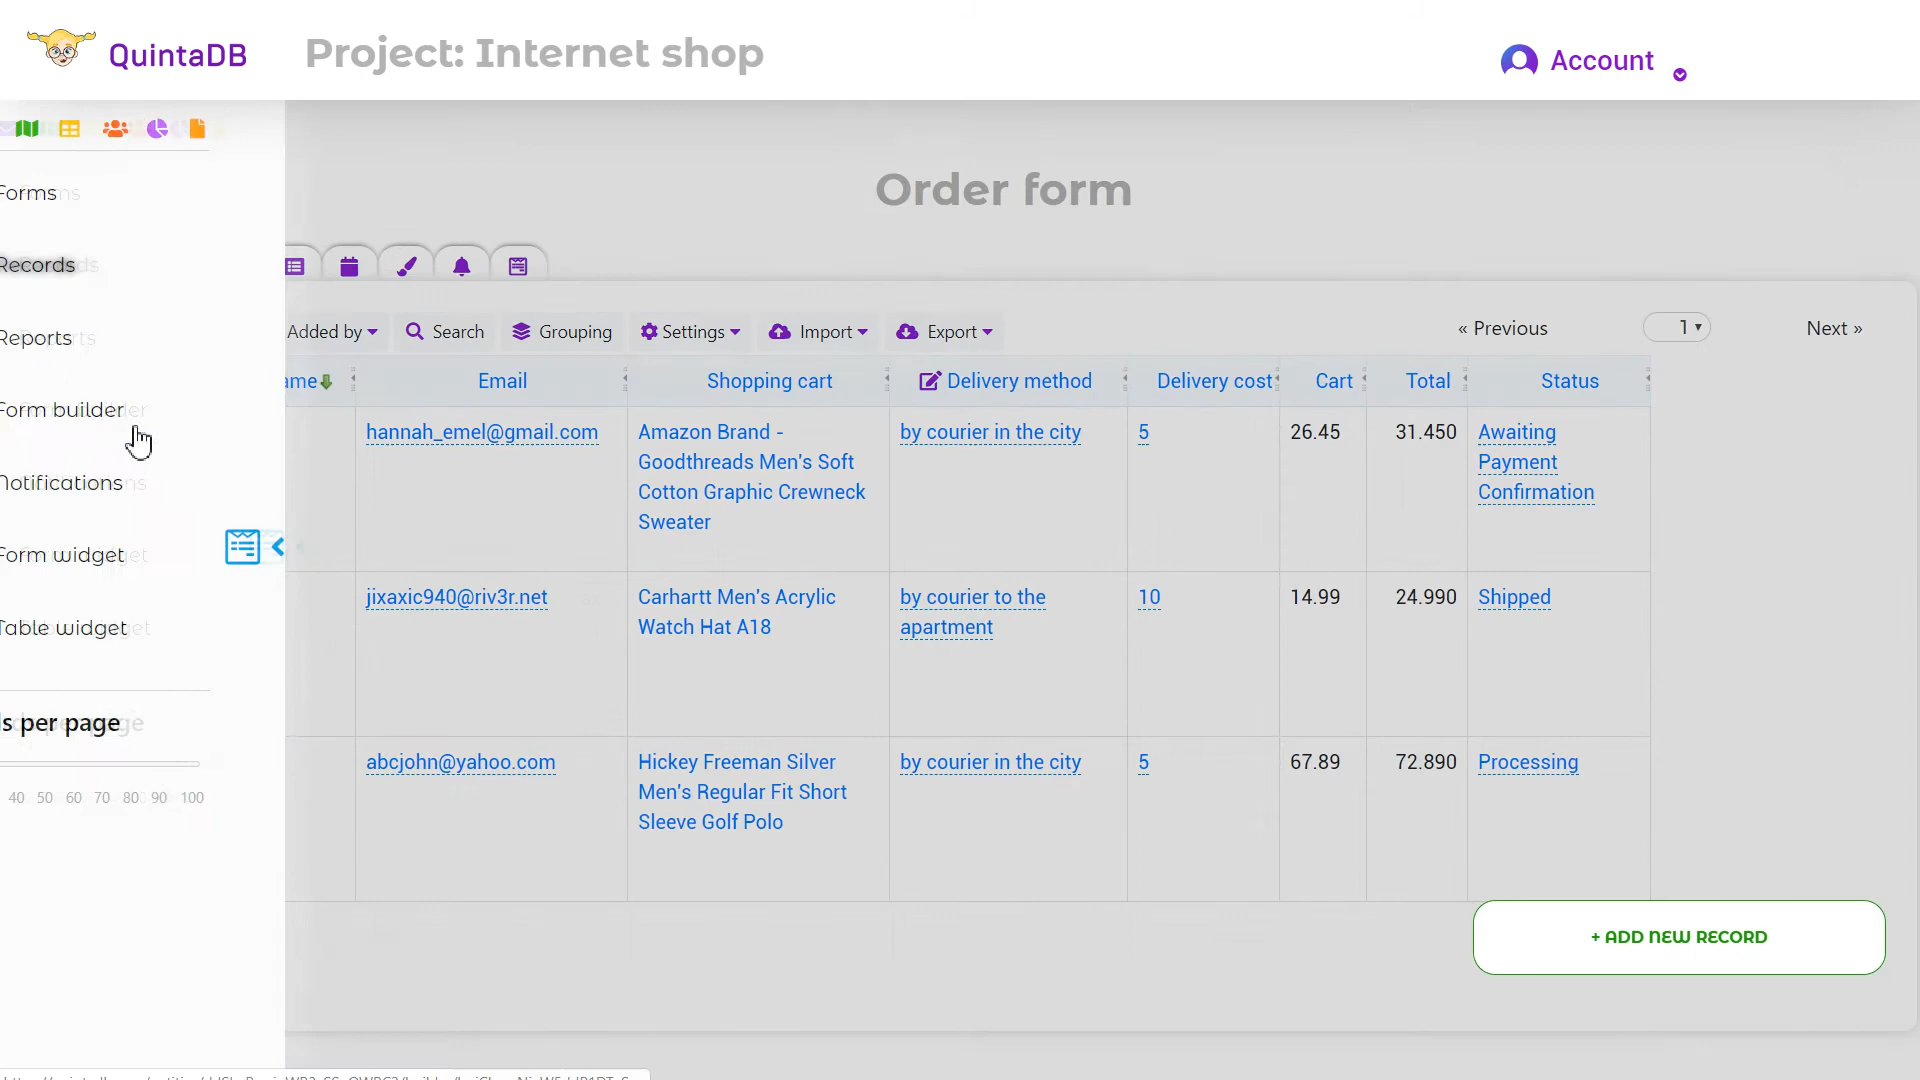 QuintaDB
Project: Internet shop
Account
Forms
Records
Reports
Form builder
Notifications
Form widget
Table widget
s per page
40 50 60 70 80 90 100
Order form
Added by
Search
Grouping
Settings
Import
Export
« Previous
1
Next »
ame
Email
Shopping cart
Delivery method
Delivery cost
Cart
Total
Status
hannah_emel@gmail.com
Amazon Brand -
Goodthreads Men's Soft
Cotton Graphic Crewneck
Sweater
by courier in the city
5
26.45
31.450
Awaiting
Payment
Confirmation
jixaxic940@riv3r.net
Carhartt Men's Acrylic
Watch Hat A18
by courier to the
apartment
10
14.99
24.990
Shipped
abcjohn@yahoo.com
Hickey Freeman Silver
Men's Regular Fit Short
Sleeve Golf Polo
by courier in the city
5
67.89
72.890
Processing
+ ADD NEW RECORD